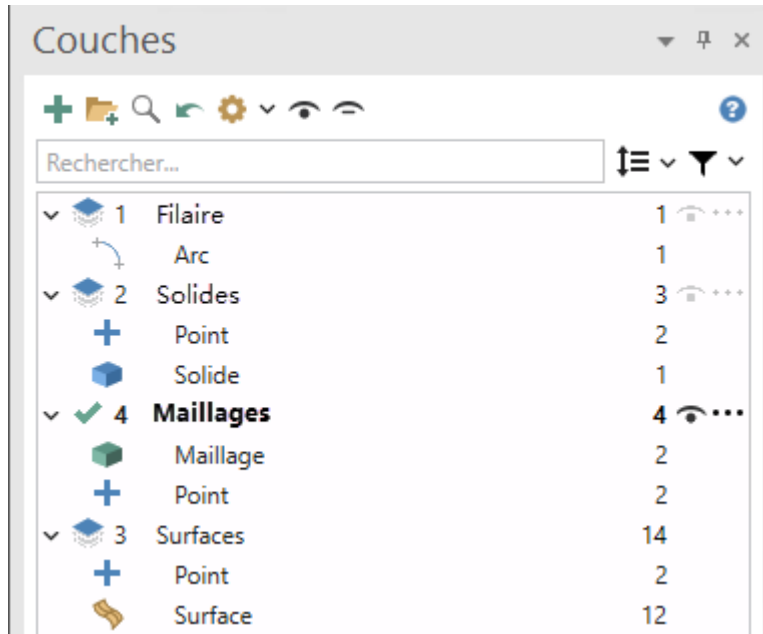 Couches
Rechercher...
1 Filaire 1
Arc 1
2 Solides 3
Point 2
Solide 1
4 Maillages 4
Maillage 2
Point 2
3 Surfaces 14
Point 2
Surface 12